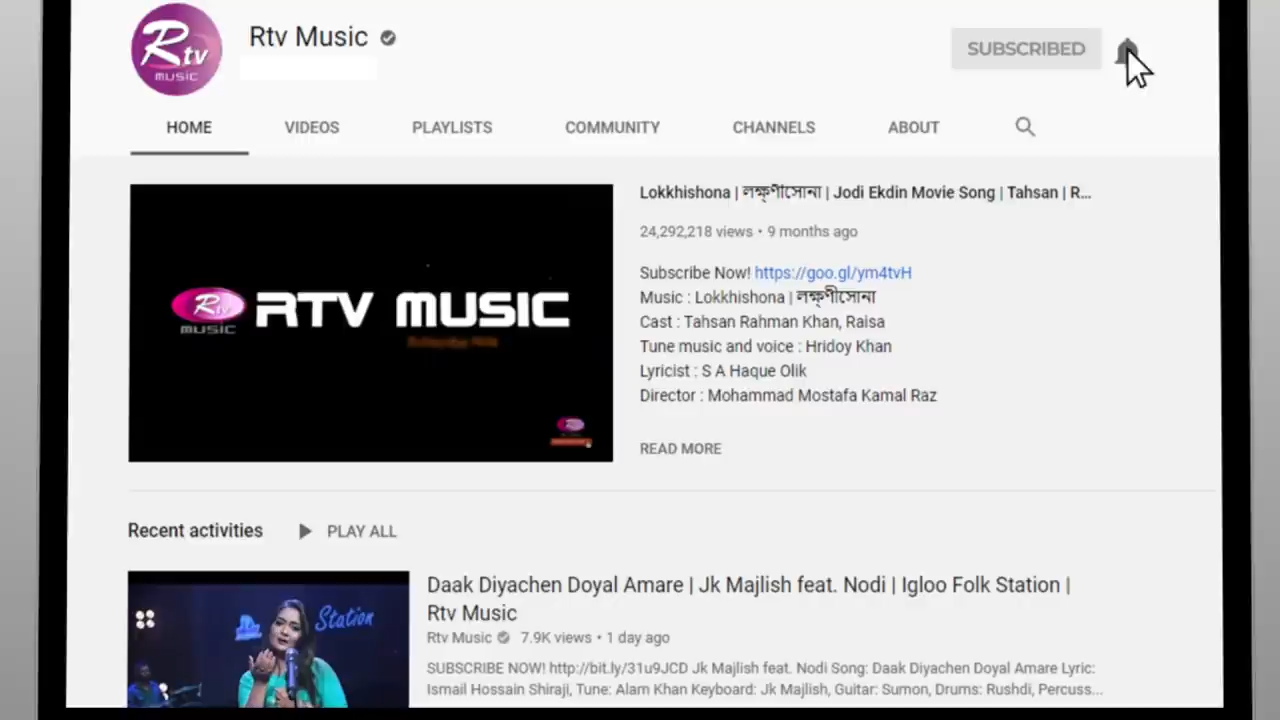 Rtv
MUSIC
Rtv Music
SUBSCRIBED
HOME VIDEOS PLAYLISTS COMMUNITY CHANNELS ABOUT
Rtv
MUSIC
RTV MUSIC
Lokkhishona | লক্ষ্ণীসোনা | Jodi Ekdin Movie Song | Tahsan | R...
24,292,218 views • 9 months ago
Subscribe Now! https://goo.gl/ym4tvH
Music : Lokkhishona | লক্ষ্ণীসোনা
Cast : Tahsan Rahman Khan, Raisa
Tune music and voice : Hridoy Khan
Lyricist : S A Haque Olik
Director : Mohammad Mostafa Kamal Raz
READ MORE
Recent activities PLAY ALL
Station
Daak Diyachen Doyal Amare | Jk Majlish feat. Nodi | Igloo Folk Station |
Rtv Music
Rtv Music 7.9K views • 1 day ago
SUBSCRIBE NOW! http://bit.ly/31u9JCD Jk Majlish feat. Nodi Song: Daak Diyachen Doyal Amare Lyric:
Ismail Hossain Shiraji, Tune: Alam Khan Keyboard: Jk Majlish, Guitar: Sumon, Drums: Rushdi, Percuss...